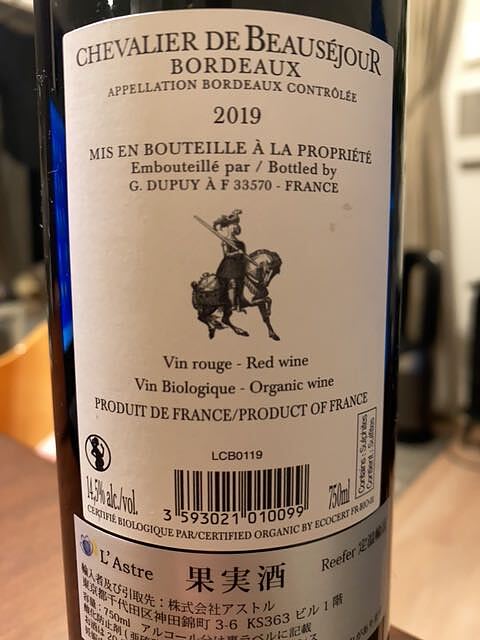 CHEVALIER DE BEAUSÉJOUR
BORDEAUX
APPELLATION BORDEAUX CONTRÔLÉE
2019
MIS EN BOUTEILLE À LA PROPRIÉTÉ
Embouteillé par / Bottled by
G. DUPUY À F 33570 - FRANCE
Vin rouge - Red wine
Vin Biologique - Organic wine
PRODUIT DE FRANCE/PRODUCT OF FRANCE
LCB0119
14,5% alc./vol.
3 593021 010099
750ml
Contains : Sulphites
Contient : Sulfites
CERTIFIÉ BIOLOGIQUE PAR/CERTIFIED ORGANIC BY ECOCERT FR-BIO-01
L'Astre
果実酒
Reefer 定温輸
輸入者及び引取先：株式会社アストル
東京都千代田区神田錦町 3-6 KS363 ビル 1 階
容量：750ml アルコール分は裏ラベルに記載